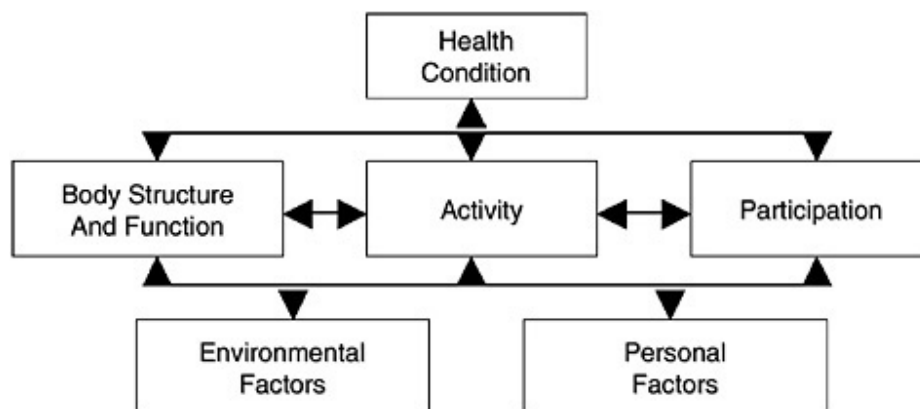 Health
Condition
Body Structure
And Function
Activity
Participation
Environmental
Factors
Personal
Factors